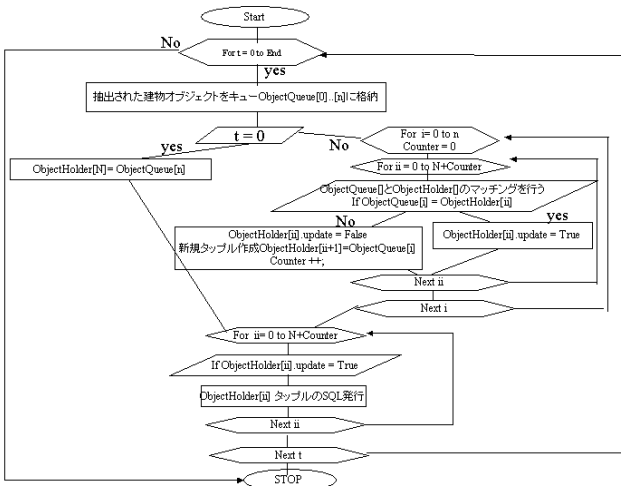 Start
No
For t = 0 to End
yes
抽出された建物オブジェクトをキューObjectQueue[0]..[n]に格納
t = 0
yes
No
For i= 0 to n
Counter = 0
ObjectHolder[N]= ObjectQueue[n]
For ii = 0 to N+Counter
ObjectQueue[]とObjectHolder[]のマッチングを行う
If ObjectQueue[i] = ObjectHolder[ii]
No
yes
ObjectHolder[ii].update = False
新規タップル作成ObjectHolder[ii+1]=ObjectQueue[i]
Counter ++;
ObjectHolder[ii].update = True
Next ii
Next i
For ii= 0 to N+Counter
If ObjectHolder[ii].update = True
ObjectHolder[ii] タップルのSQL発行
Next ii
Next t
STOP